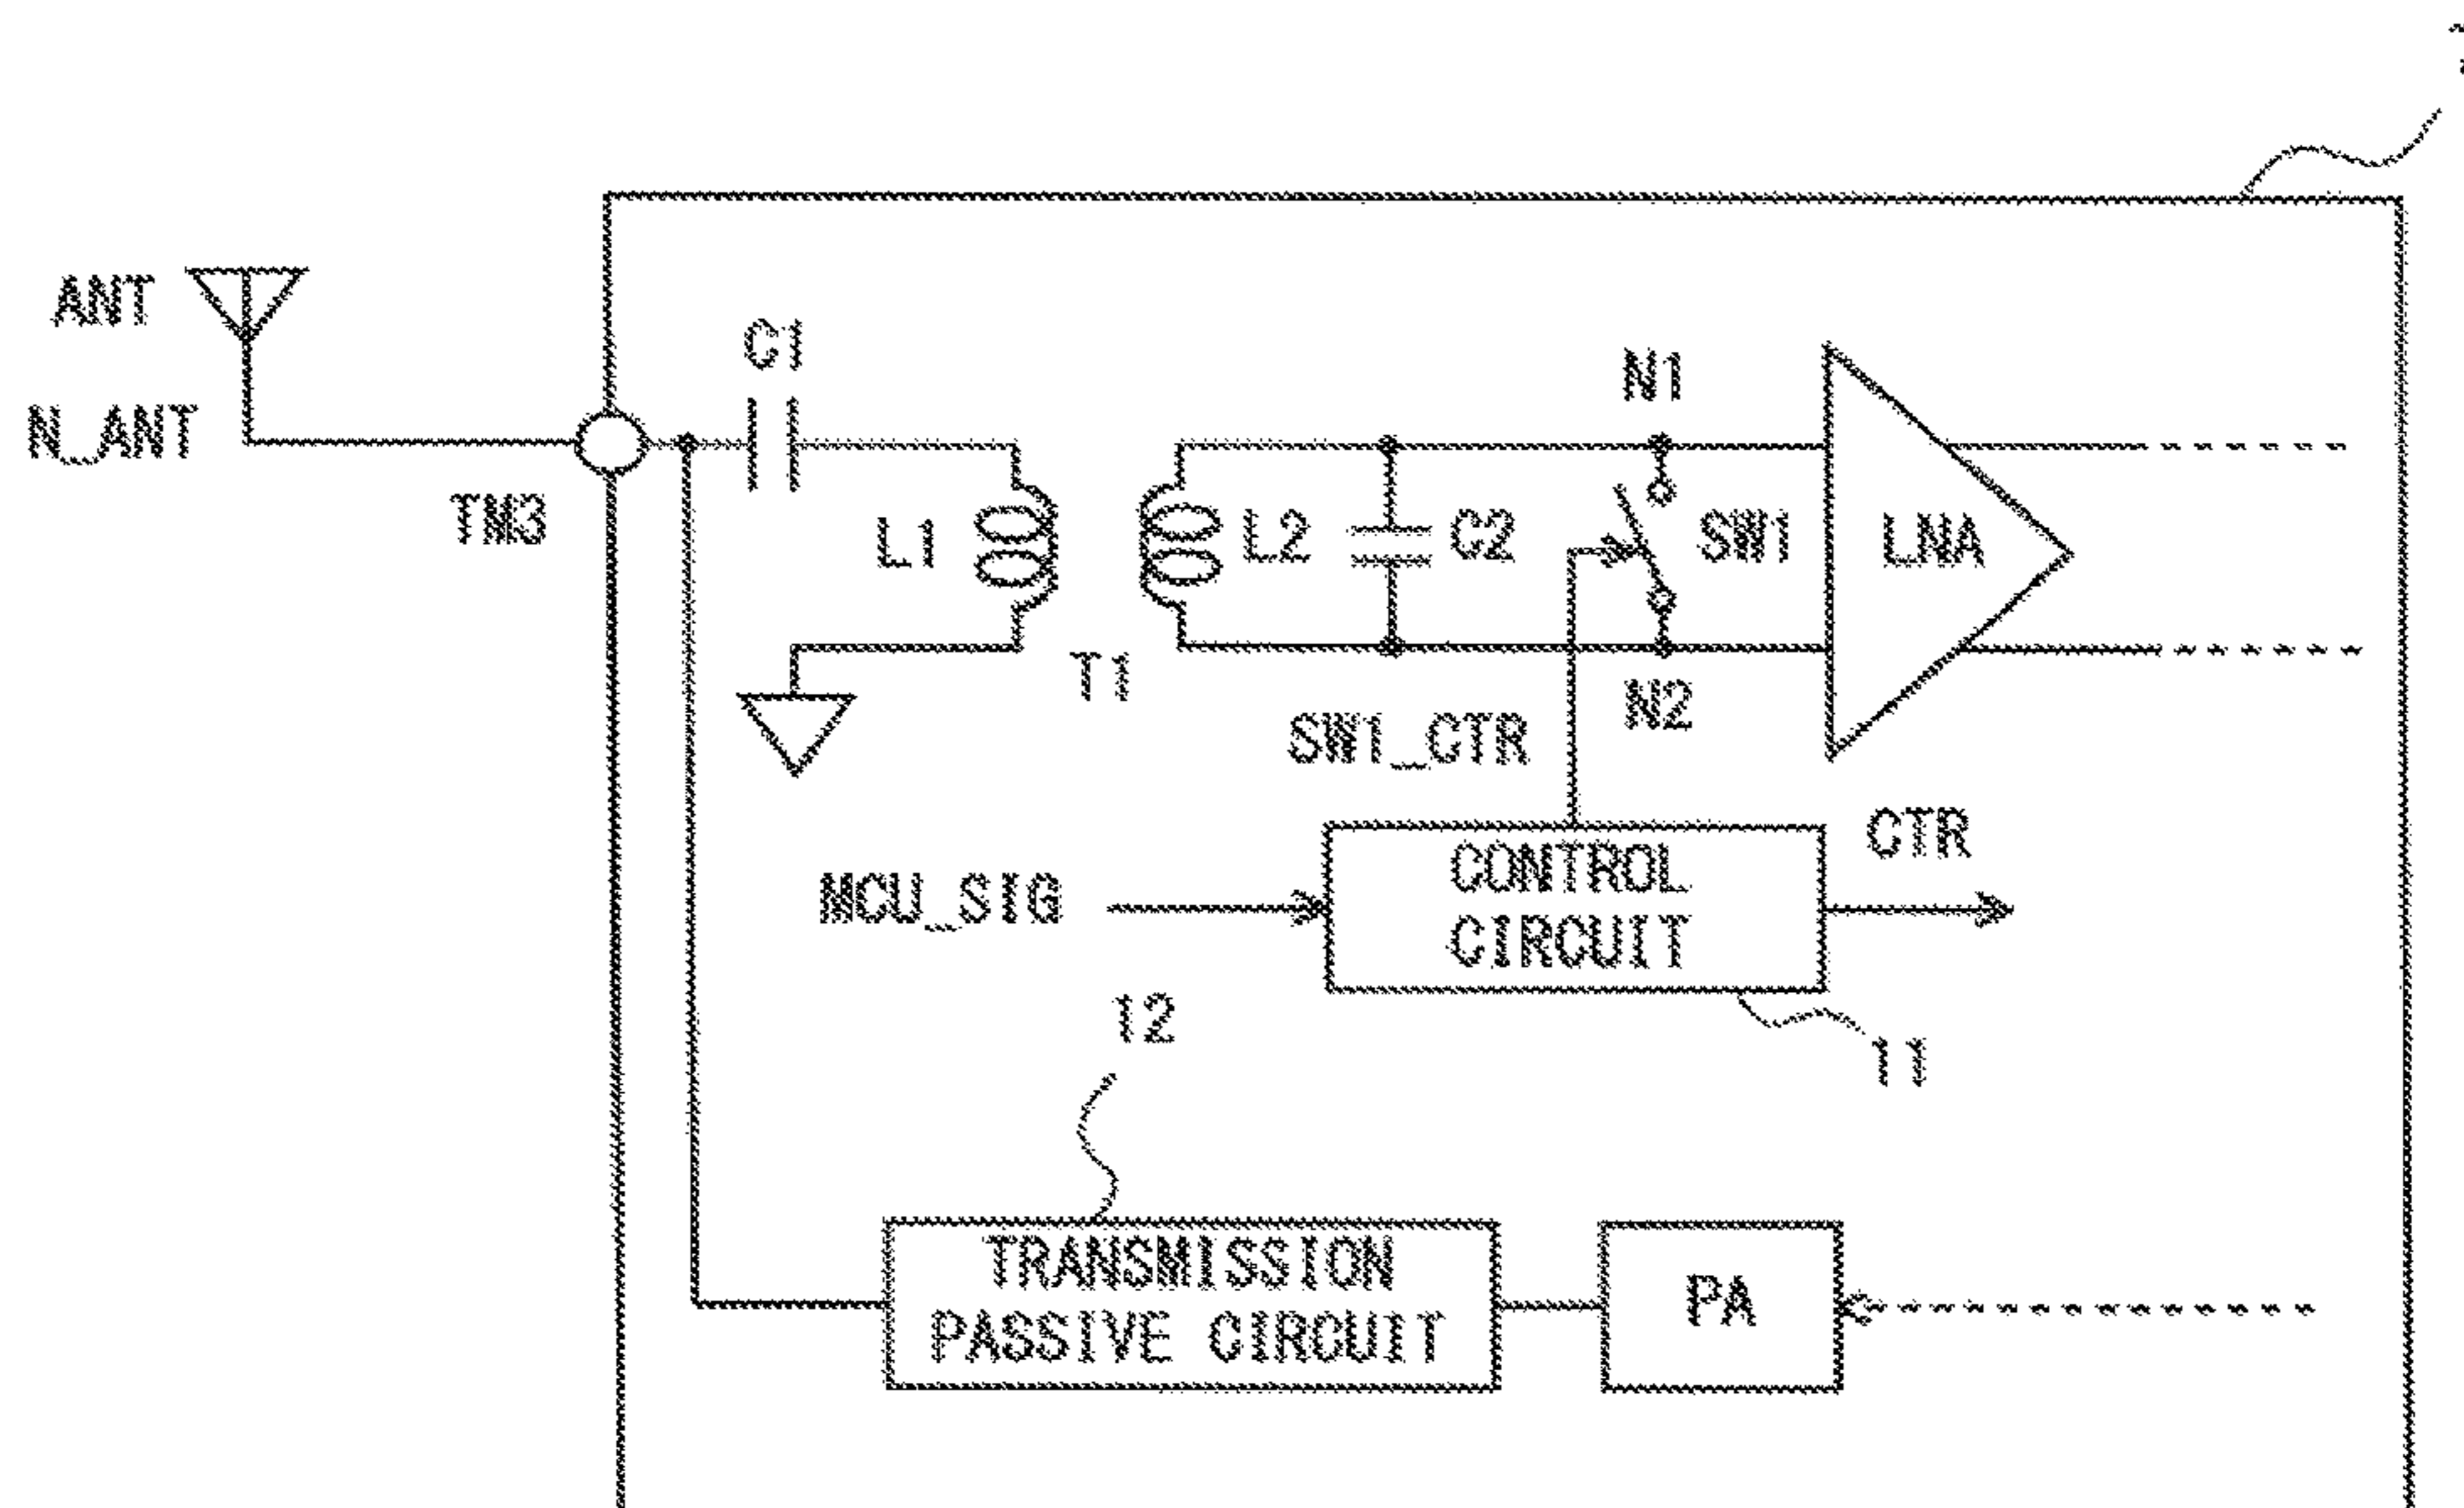 ANT
C1
N1
N_ANT
TM3
L1
L2
C2
SW1
LNA
T1
N2
SW1_CTR
CTR
CONTROL
CIRCUIT
MCU_SIG
12
11
TRANSMISSION
PASSIVE CIRCUIT
PA